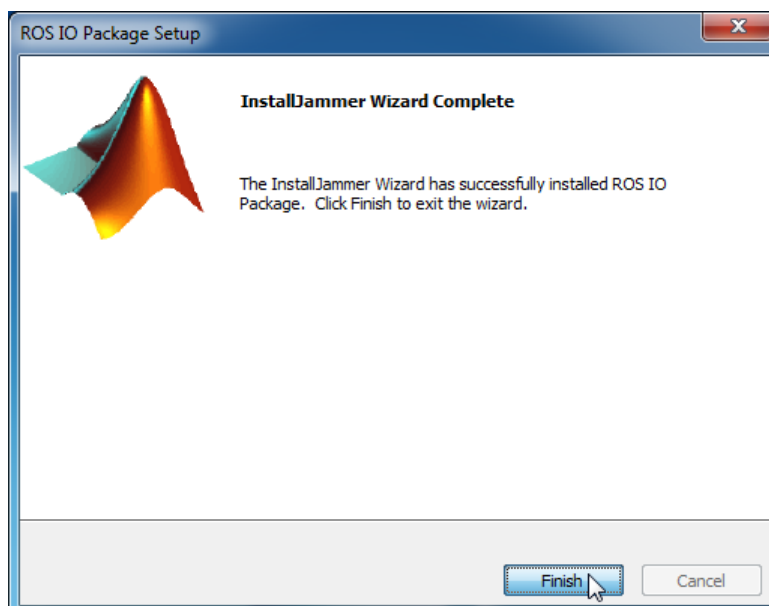 ROS IO Package Setup
InstallJammer Wizard Complete
The InstallJammer Wizard has successfully installed ROS IO
Package.  Click Finish to exit the wizard.
Finish
Cancel